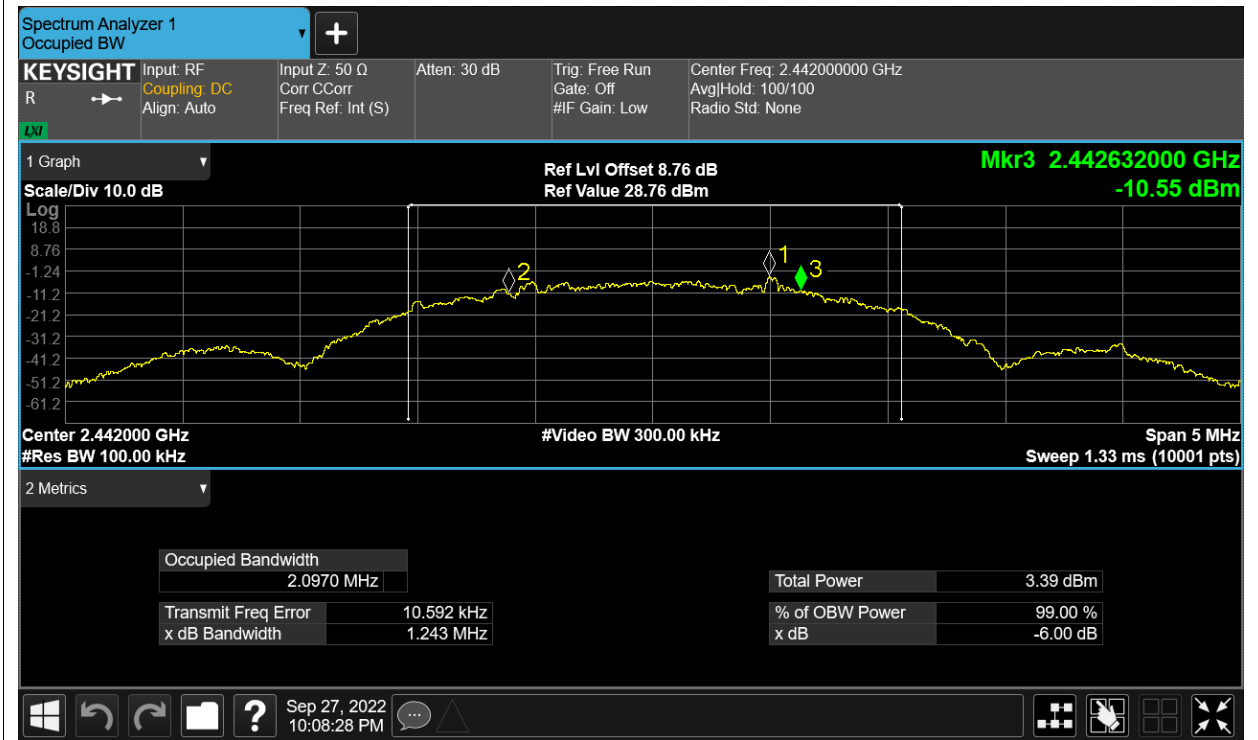 Spectrum Analyzer 1
Occupied BW
KEYSIGHT
R
LXI
Input: RF
Coupling: DC
Align: Auto
Input Z: 50 Ω
Corr CCorr
Freq Ref: Int (S)
Atten: 30 dB
Trig: Free Run
Gate: Off
#IF Gain: Low
Center Freq: 2.442000000 GHz
Avg|Hold: 100/100
Radio Std: None
1 Graph
Scale/Div 10.0 dB
Ref Lvl Offset 8.76 dB
Ref Value 28.76 dBm
Mkr3 2.442632000 GHz
-10.55 dBm
Log
18.8
8.76
-1.24
-11.2
-21.2
-31.2
-41.2
-51.2
-61.2
2
1
3
Center 2.442000 GHz
#Res BW 100.00 kHz
#Video BW 300.00 kHz
Span 5 MHz
Sweep 1.33 ms (10001 pts)
2 Metrics
Occupied Bandwidth
2.0970 MHz
Transmit Freq Error 10.592 kHz
x dB Bandwidth 1.243 MHz
Total Power 3.39 dBm
% of OBW Power 99.00 %
x dB -6.00 dB
?
Sep 27, 2022
10:08:28 PM